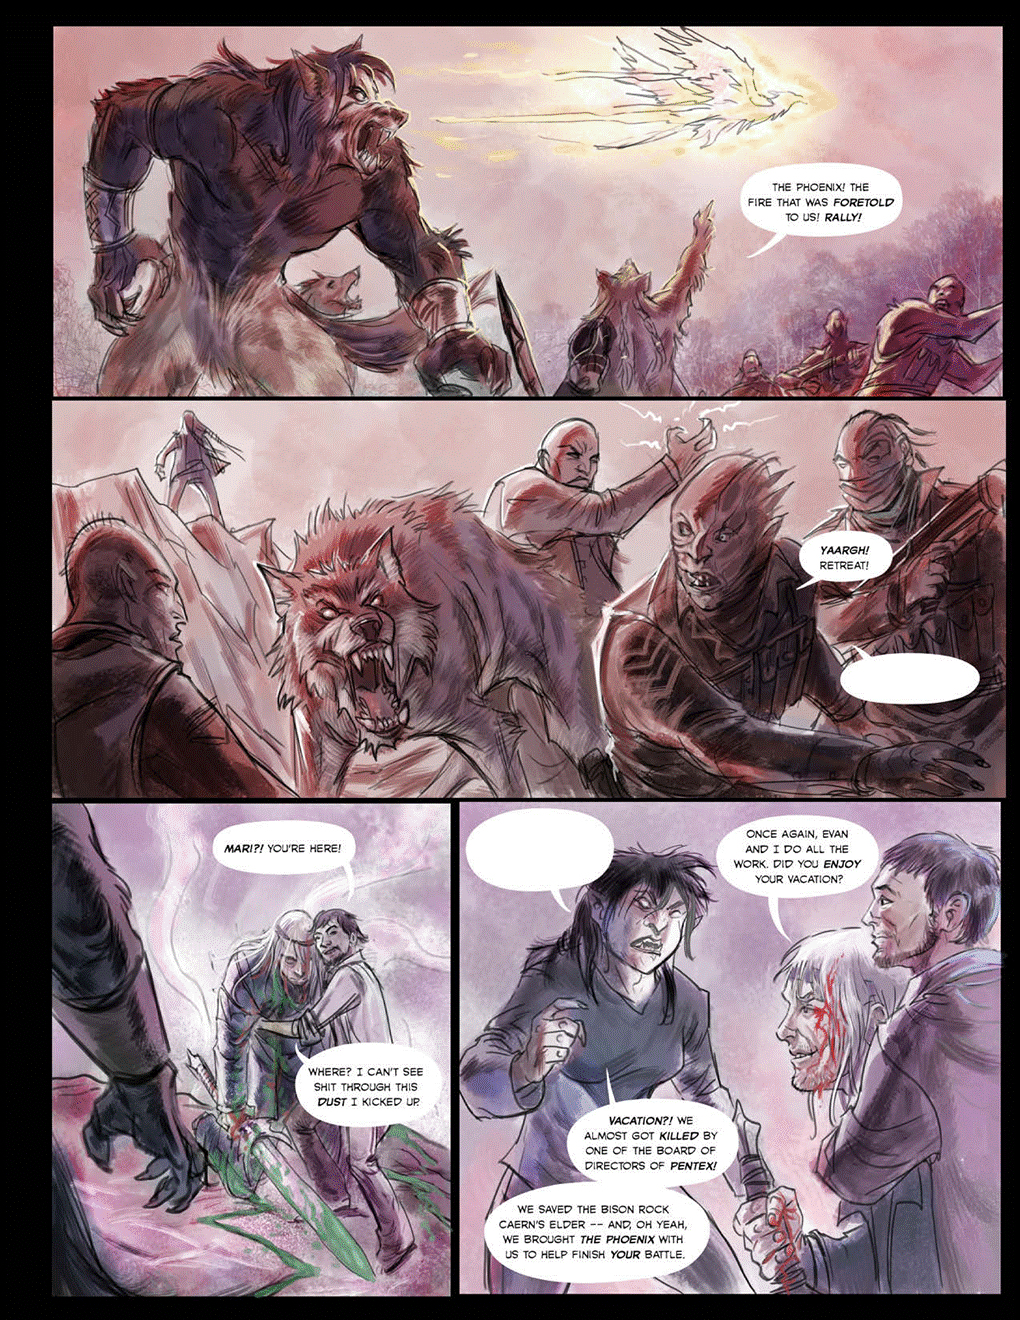 THE PHOENIX! THE
FIRE THAT WAS FORETOLD
TO US! RALLY!
YAARGH!
RETREAT!
MARI?! YOU'RE HERE!
WHERE? I CAN'T SEE
SHIT THROUGH THIS
DUST I KICKED UP.
ONCE AGAIN, EVAN
AND I DO ALL THE
WORK. DID YOU ENJOY
YOUR VACATION?
VACATION?! WE
ALMOST GOT KILLED BY
ONE OF THE BOARD OF
DIRECTORS OF PENTEX!
WE SAVED THE BISON ROCK
CAERN'S ELDER -- AND, OH YEAH,
WE BROUGHT THE PHOENIX WITH
US TO HELP FINISH YOUR BATTLE.